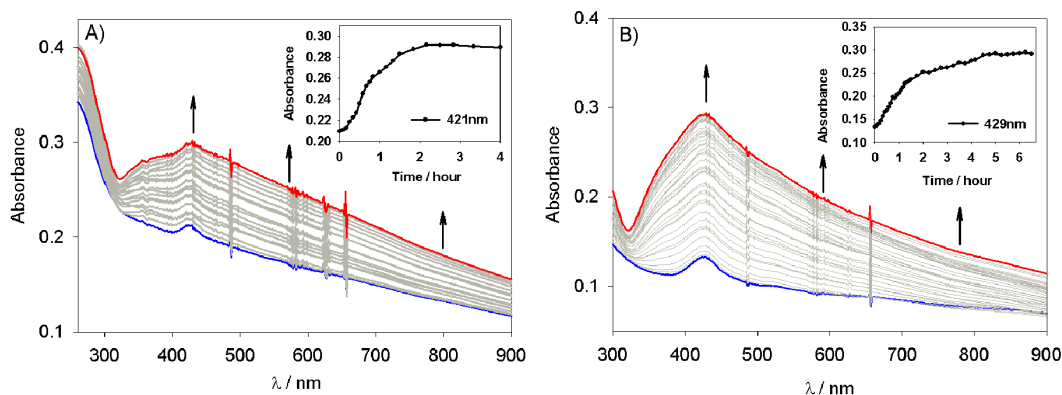 A)
Absorbance
0.4
0.3
0.2
0.1
300 400 500 600 700 800 900
λ / nm
Absorbance
0.30
0.28
0.26
0.24
0.22
0.20
421nm
0 1 2 3 4
Time / hour
B)
Absorbance
0.4
0.3
0.2
0.1
300 400 500 600 700 800 900
λ / nm
Absorbance
0.35
0.30
0.25
0.20
0.15
0.10
429nm
0 1 2 3 4 5 6
Time / hour